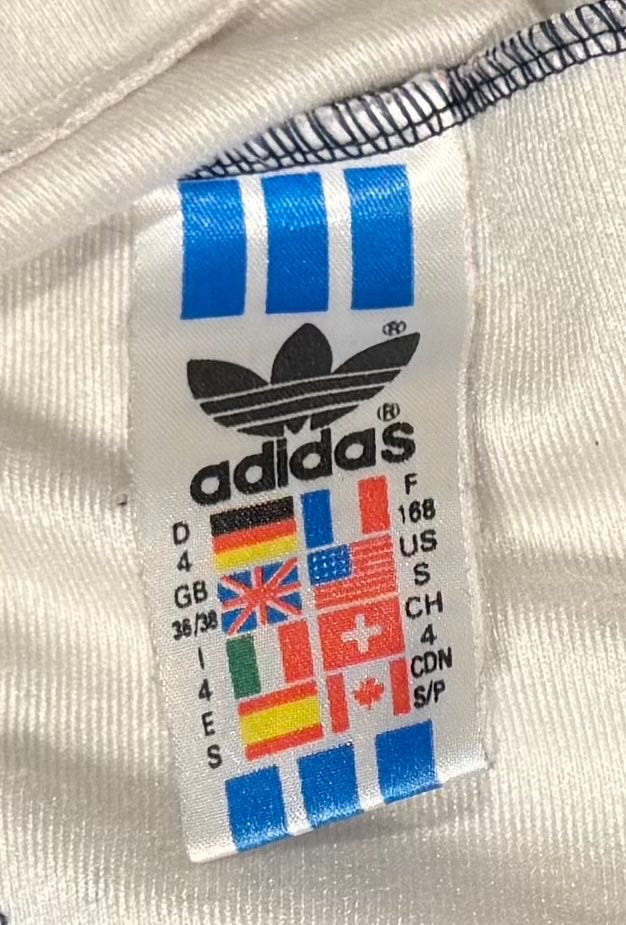 ®
®
adidas
D
4
GB
36/38
I
4
E
S
F
168
US
S
CH
4
CDN
S/P